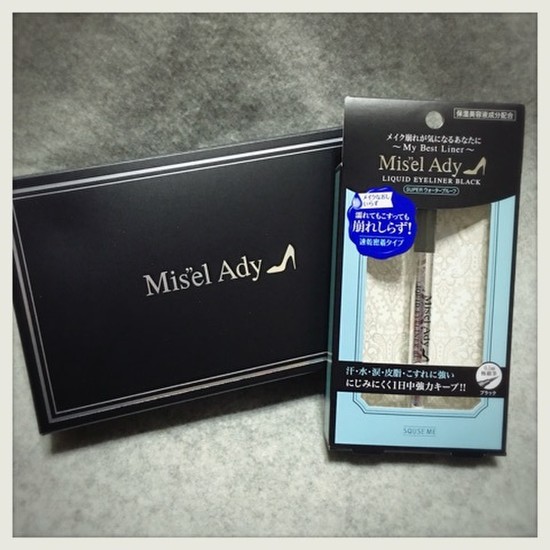 Mis"el Ady
保湿美容液成分配合
メイク崩れが気になるあなたに
～My Best Liner～
Mis"el Ady
LIQUID EYELINER BLACK
SUPERウォータープルーフ
メイクなおし
いらず
濡れてもこすっても
崩れしらず!
速乾密着タイプ
Mis"el Ady
汗・水・涙・皮脂・こすれに強い
にじみにくく1日中強力キープ!!
ブラック
SQUSE ME